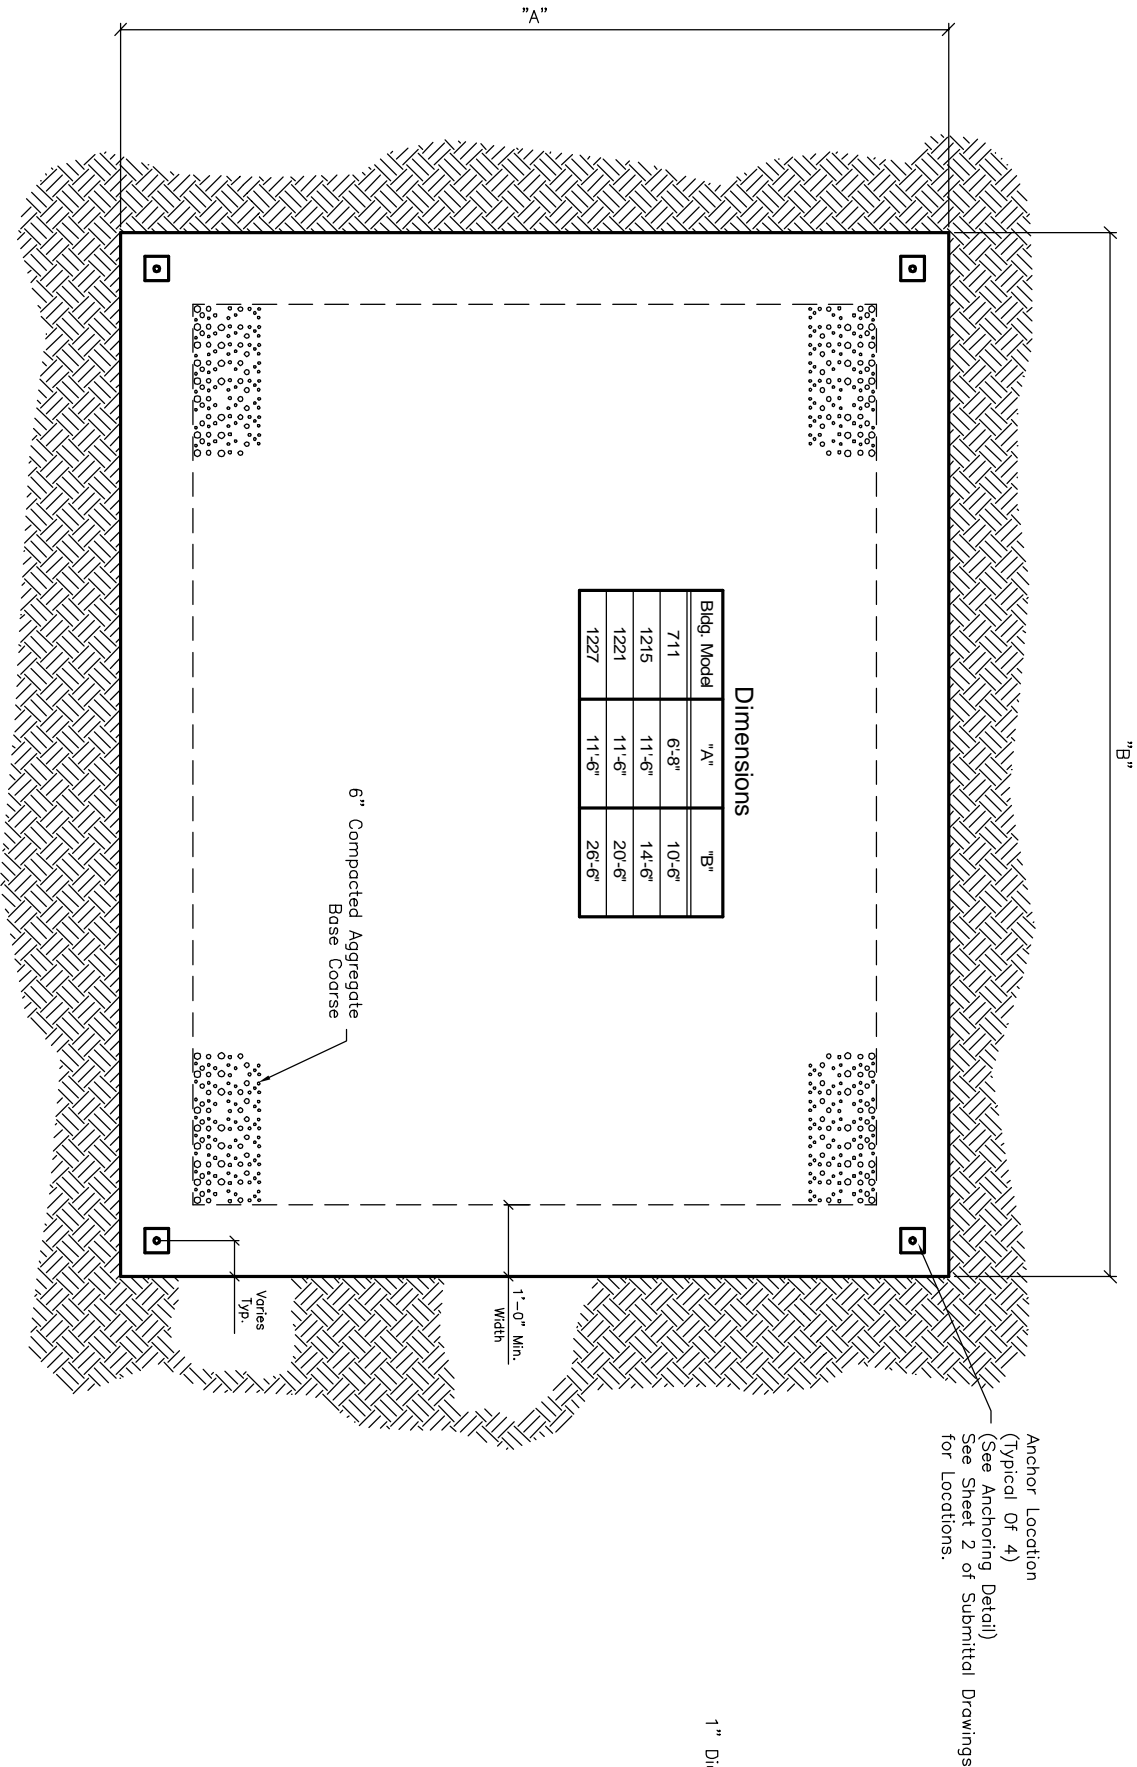 "B"
"A"
Anchor Location
(Typical Of 4)
(See Anchoring Detail)
See Sheet 2 of Submittal Drawings
for Locations.
Dimensions
Bldg. Model "A" "B"
711 6'-8" 10'-6"
1215 11'-6" 14'-6"
1221 11'-6" 20'-6"
1227 11'-6" 26'-6"
1'-0" Min.
Width
6" Compacted Aggregate
Base Coarse
Varies
Typ.
1"